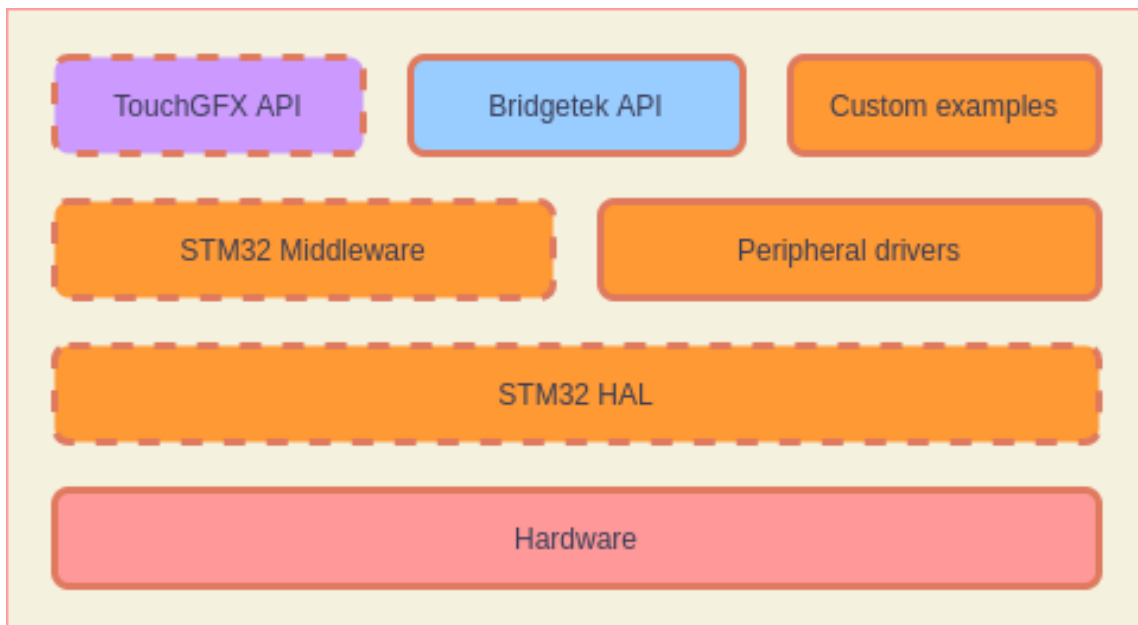 TouchGFX API
Bridgetek API
Custom examples
STM32 Middleware
Peripheral drivers
STM32 HAL
Hardware